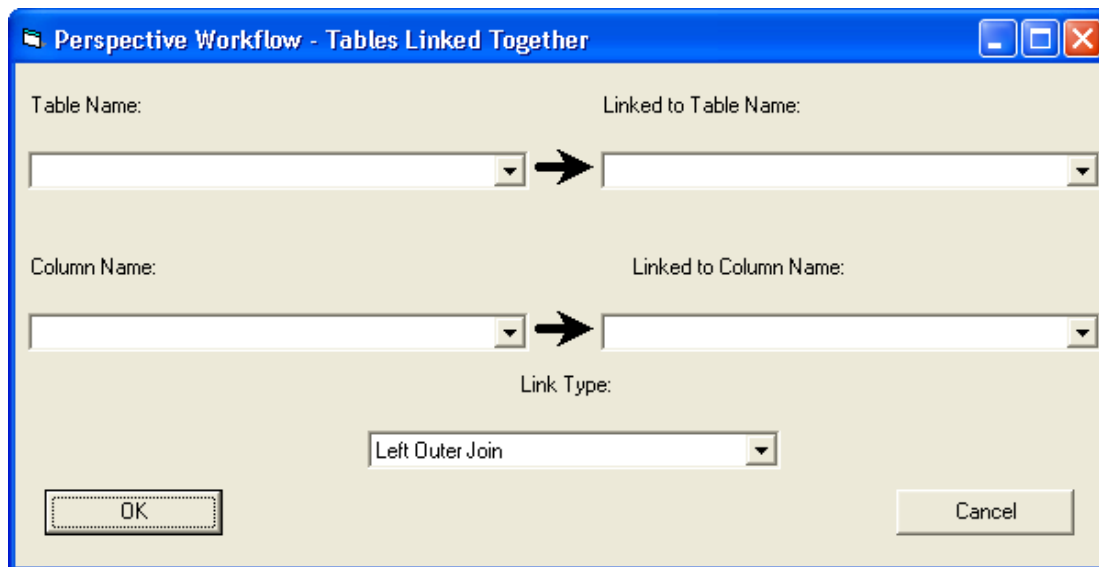 Perspective Workflow - Tables Linked Together
Table Name:
Linked to Table Name:
Column Name:
Linked to Column Name:
Link Type:
Left Outer Join
OK
Cancel